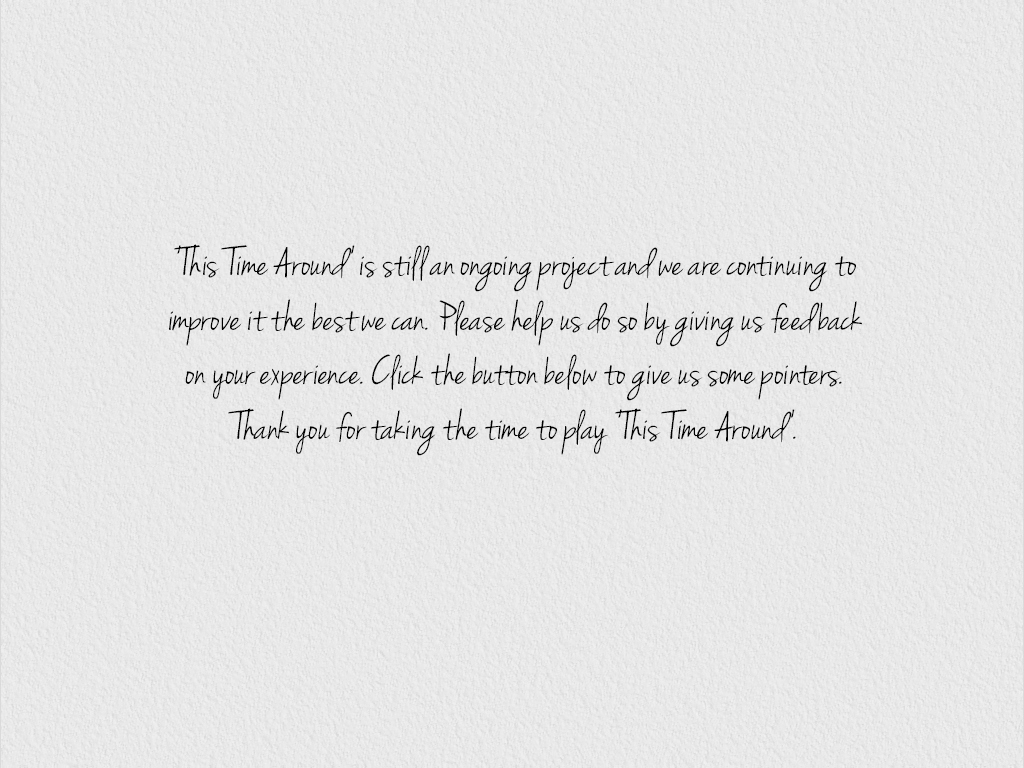 'This Time Around' is still an ongoing project and we are continuing to
improve it the best we can. Please help us do so by giving us feedback
on your experience. Click the button below to give us some pointers.
Thank you for taking the time to play 'This Time Around'.